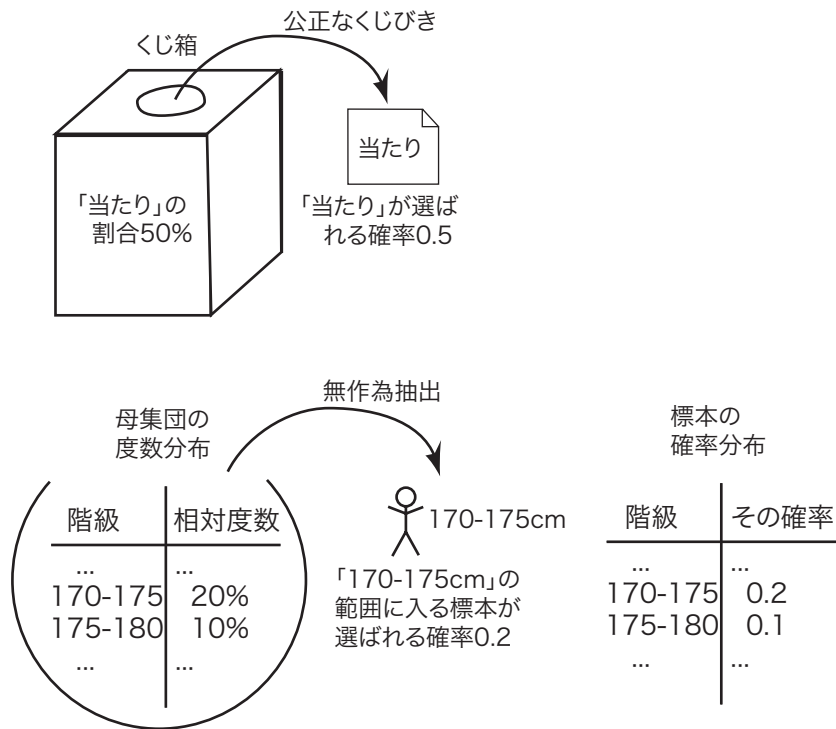 公正なくじびき
くじ箱
当たり
「当たり」の
割合50%
「当たり」が選ば
れる確率0.5
無作為抽出
母集団の
度数分布
標本の
確率分布
階級 相対度数
... ...
170-175 20%
175-180 10%
... ...
170-175cm
「170-175cm」の
範囲に入る標本が
選ばれる確率0.2
階級 その確率
... ...
170-175 0.2
175-180 0.1
... ...